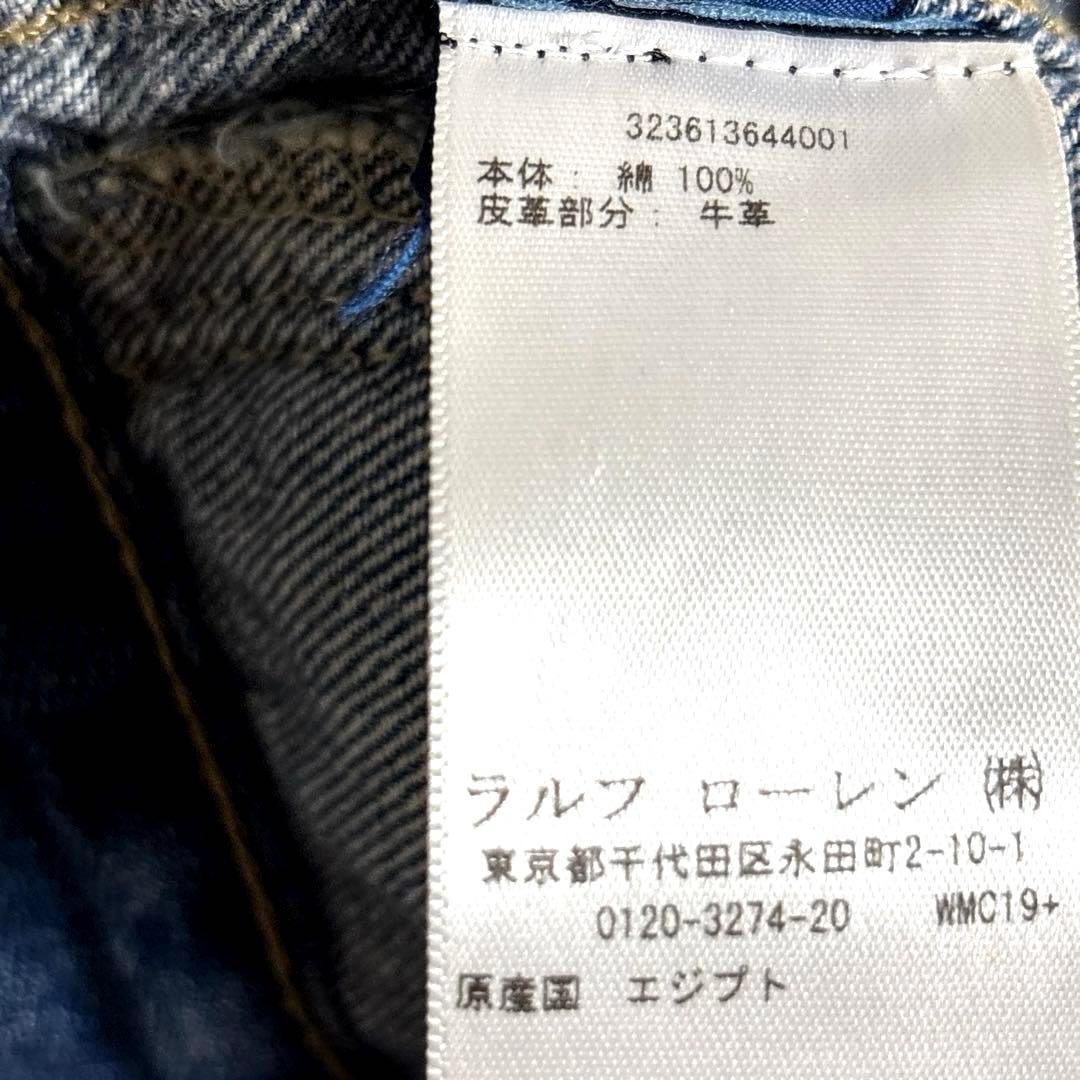 323613644001
本体： 綿 100%
皮革部分： 牛革
ラルフ ローレン ㈱
東京都千代田区永田町2-10-1
0120-3274-20 WMC19+
原産国 エジプト